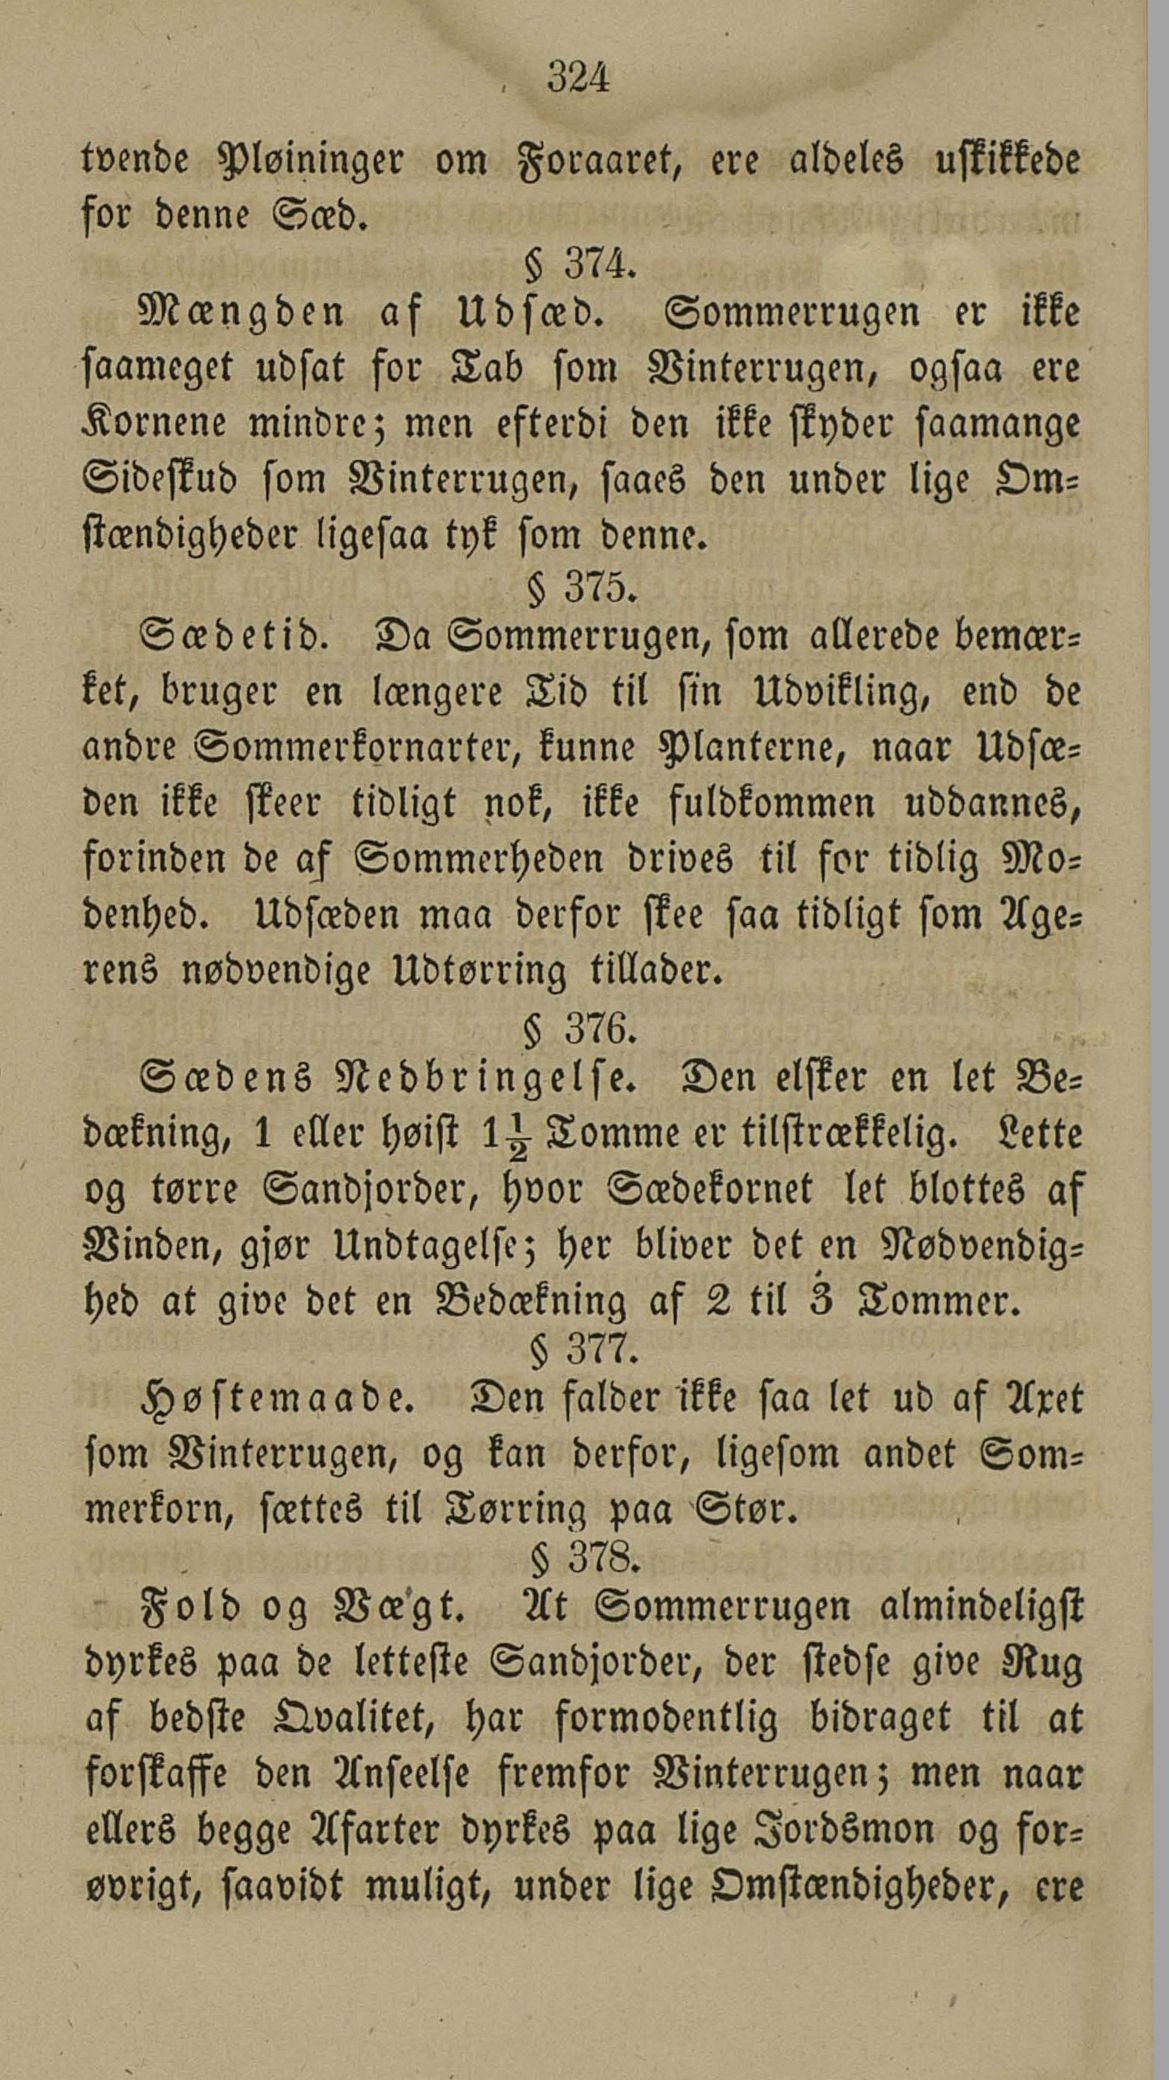 324
tvende Pløininger om Foraaret, ere aldeles uskikkede
for denne Sæd.
§ 374.
Mængden af Udsæd. Sommerrugen er ikke
saameget udsat for Tab som Vinterrugen, ogsaa ere
Kornene mindre; men efterdi den ikke skyder saamange
Sideskud som Vinterrugen, saaes den under lige Om-
stændigheder ligesaa tyk som denne.
§ 375.
Sædetid. Da Sommerrugen, som allerede bemær-
ket, bruger en længere Tid til sin Udvikling, end de
andre Sommerkornarter, kunne Planterne, naar Udsæ-
den ikke skeer tidligt nok, ikke fuldkommen uddannes,
forinden de af Sommerheden drives til for tidlig Mo-
denhed. Udsæden maa derfor skee saa tidligt som Age-
rens nødvendige Udtørring tillader.
§ 376.
Sædens Nedbringelse. Den elsker en let Be-
dækning, 1 eller høist 1½ Tomme er tilstrækkelig. Lette
og tørre Sandjorder, hvor Sædekornet let blottes af
Vinden, gjør Undtagelse; her bliver det en Nødvendig-
hed at give det en Bedækning af 2 til 3 Tommer.
§ 377.
Høstemaade. Den falder ikke saa let ud af Axet
som Vinterrugen, og kan derfor, ligesom andet Som-
merkorn, sættes til Tørring paa Stør.
§ 378.
Fold og Vægt. At Sommerrugen almindeligst
dyrkes paa de letteste Sandjorder, der stedse give Rug
af bedste Qvalitet, har formodentlig bidraget til at
forskaffe den Anseelse fremfor Vinterrugen; men naar
ellers begge Afarter dyrkes paa lige Jordsmon og for-
øvrigt, saavidt muligt, under lige Omstændigheder, ere